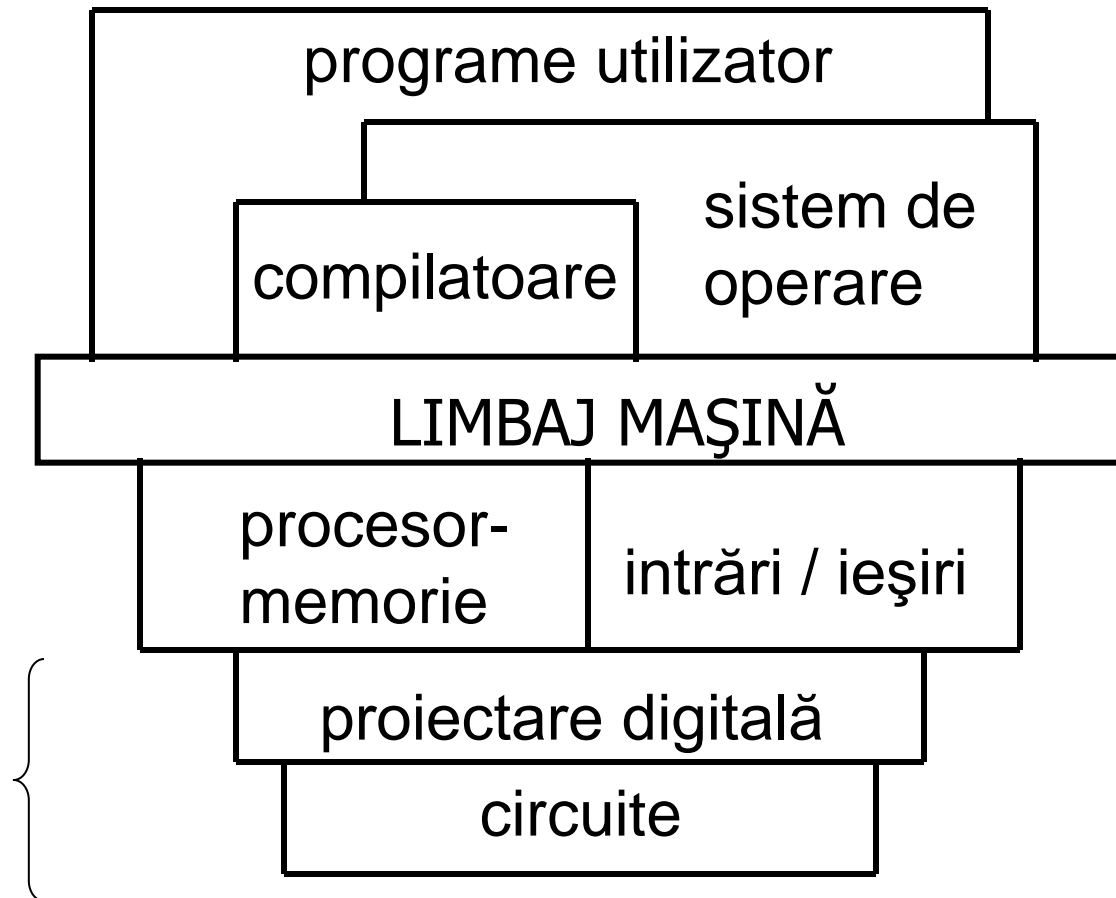 programe utilizator
sistem de
operare
compilatoare
LIMBAJ MAŞINĂ
procesor-
memorie
intrări / ieşiri
proiectare digitală
circuite